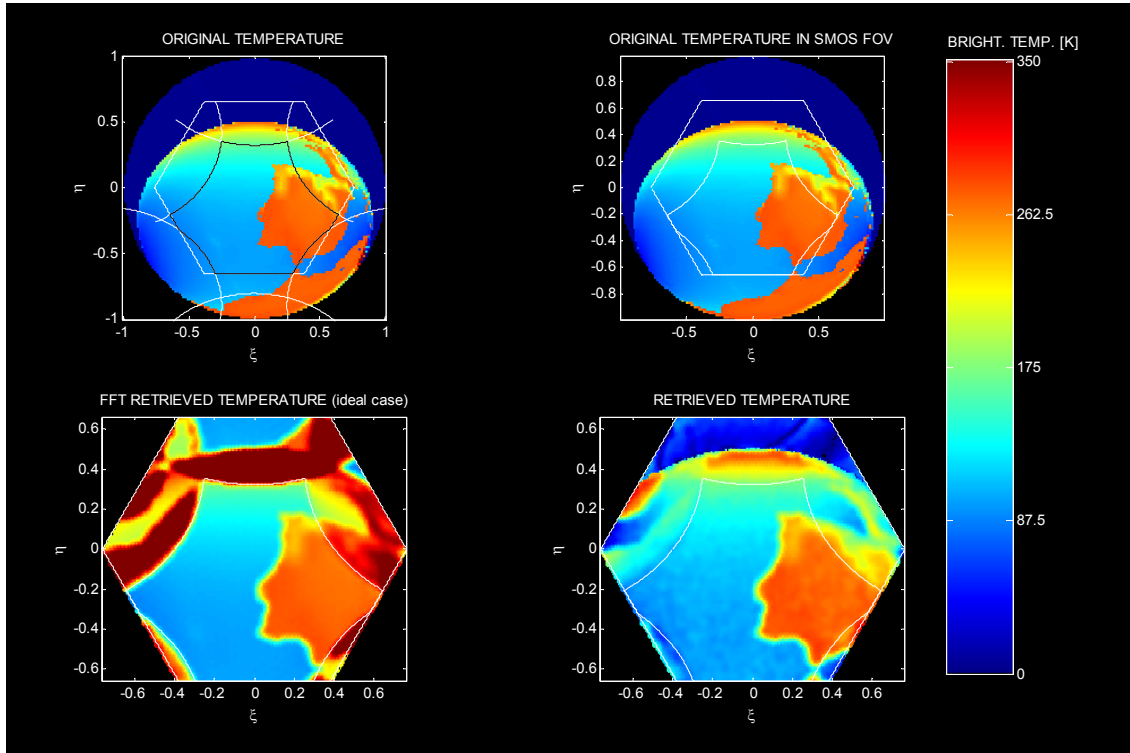 ORIGINAL TEMPERATURE
1
0.5
0
-0.5
-1
η
-1 -0.5 0 0.5 1
ξ
ORIGINAL TEMPERATURE IN SMOS FOV
0.8
0.6
0.4
0.2
0
-0.2
-0.4
-0.6
-0.8
η
-0.5 0 0.5
ξ
BRIGHT. TEMP. [K]
350
262.5
175
87.5
0
FFT RETRIEVED TEMPERATURE (ideal case)
0.6
0.4
0.2
0
-0.2
-0.4
-0.6
η
-0.6 -0.4 -0.2 0 0.2 0.4 0.6
ξ
RETRIEVED TEMPERATURE
0.6
0.4
0.2
0
-0.2
-0.4
-0.6
η
-0.6 -0.4 -0.2 0 0.2 0.4 0.6
ξ